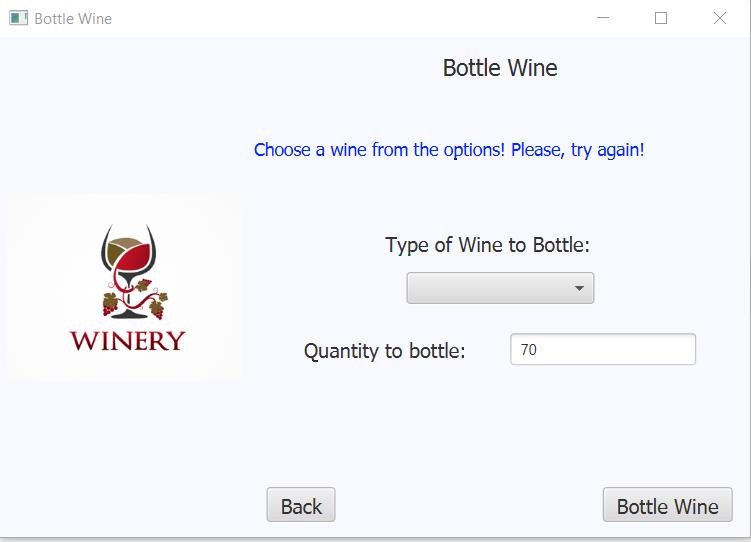 Bottle Wine
Bottle Wine
Choose a wine from the options! Please, try again!
Type of Wine to Bottle:
WINERY
Quantity to bottle:
70
Back
Bottle Wine